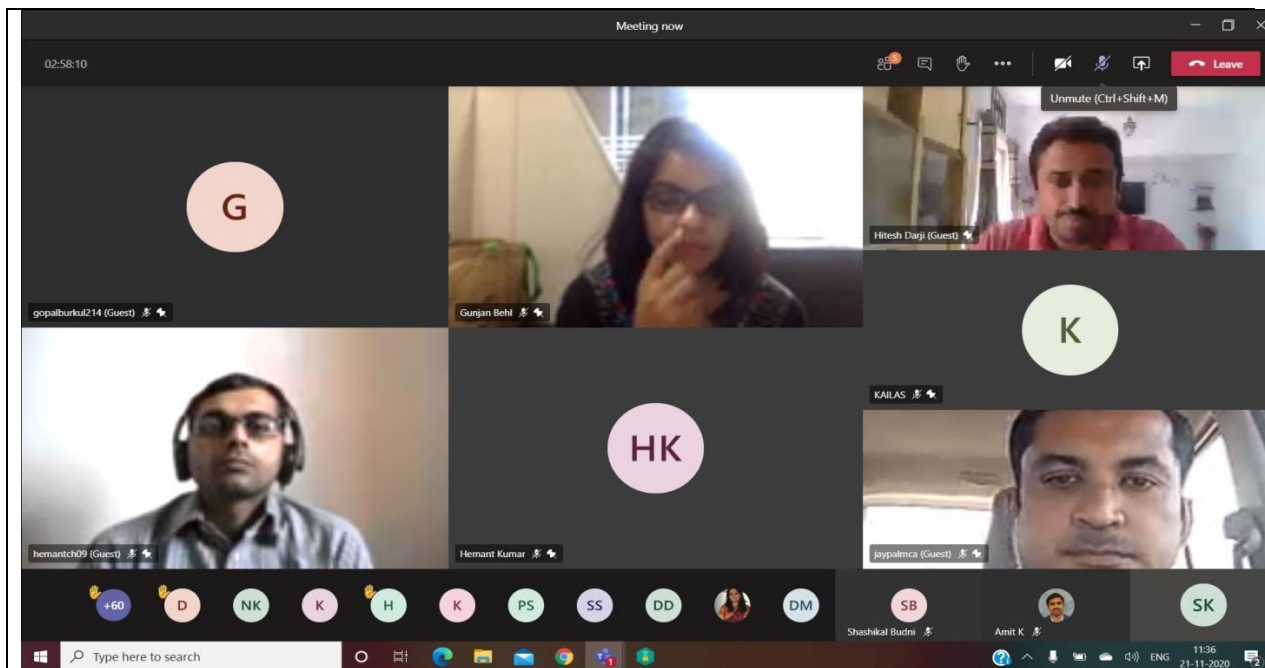 Meeting now
02:58:10
5
Leave
Unmute (Ctrl+Shift+M)
G
gopalburkul214 (Guest)
Gunjan Behl
Hitesh Darji (Guest)
K
KAILAS
hemantch09 (Guest)
HK
Hemant Kumar
jaypalmca (Guest)
+60
D
NK
K
H
K
PS
SS
DD
DM
SB
Shashikal Budni
Amit K
SK
Type here to search
ENG
11:36
21-11-2020
2